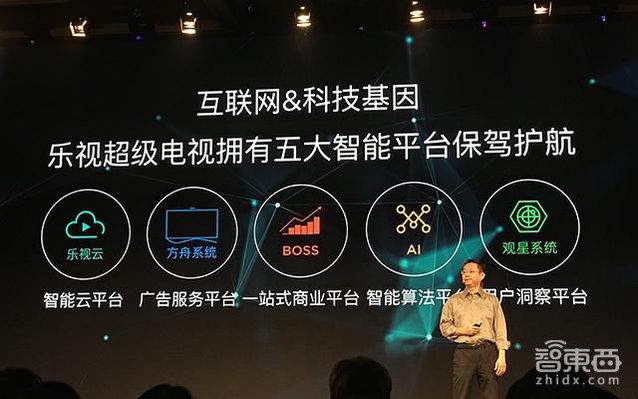 互联网&科技基因
乐视超级电视拥有五大智能平台保驾护航
乐视云 方舟系统 BOSS AI 观星系统
智能云平台 广告服务平台 一站式商业平台 智能算法平台 户洞察平台
智東西
zhidx.com